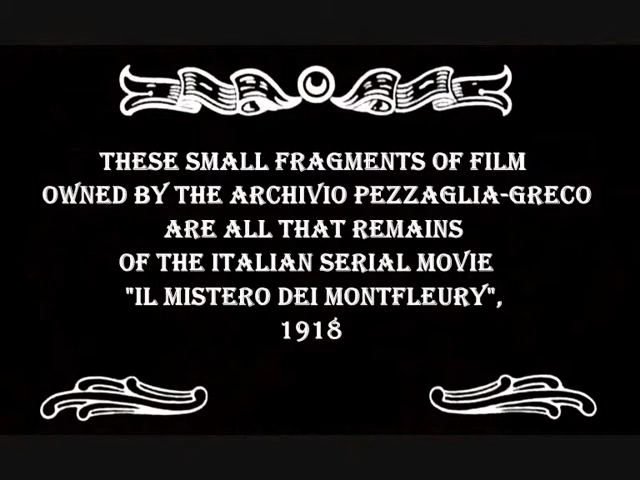 THESE SMALL FRAGMENTS OF FILM
OWNED BY THE ARCHIVIO PEZZAGLIA-GRECO
ARE ALL THAT REMAINS
OF THE ITALIAN SERIAL MOVIE
"IL MISTERO DEI MONTFLEURY",
1918